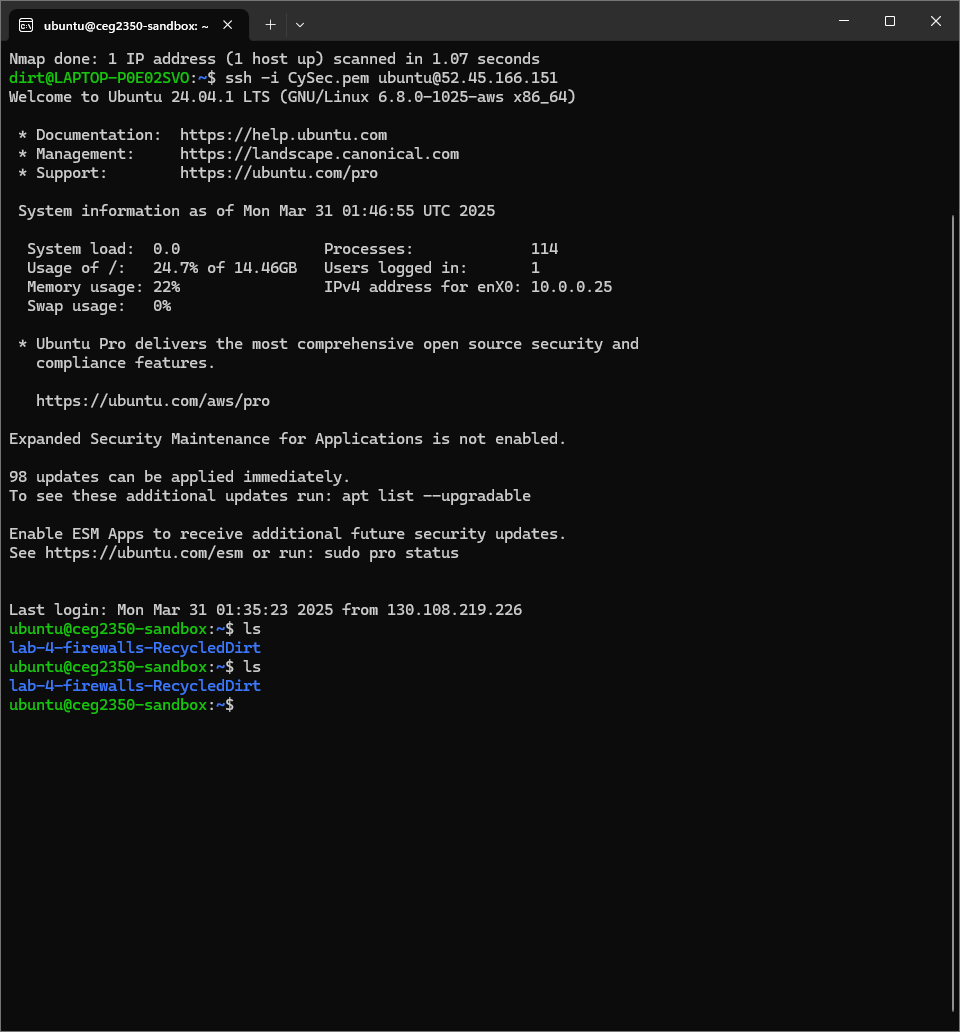 ubuntu@ceg2350-sandbox: ~
Nmap done: 1 IP address (1 host up) scanned in 1.07 seconds
dirt@LAPTOP-P0E02SVO:~$ ssh -i CySec.pem ubuntu@52.45.166.151
Welcome to Ubuntu 24.04.1 LTS (GNU/Linux 6.8.0-1025-aws x86_64)
* Documentation:  https://help.ubuntu.com
* Management:     https://landscape.canonical.com
* Support:        https://ubuntu.com/pro
System information as of Mon Mar 31 01:46:55 UTC 2025
System load:  0.0                Processes:             114
Usage of /:   24.7% of 14.46GB   Users logged in:       1
Memory usage: 22%                IPv4 address for enX0: 10.0.0.25
Swap usage:   0%
* Ubuntu Pro delivers the most comprehensive open source security and
compliance features.
https://ubuntu.com/aws/pro
Expanded Security Maintenance for Applications is not enabled.
98 updates can be applied immediately.
To see these additional updates run: apt list --upgradable
Enable ESM Apps to receive additional future security updates.
See https://ubuntu.com/esm or run: sudo pro status
Last login: Mon Mar 31 01:35:23 2025 from 130.108.219.226
ubuntu@ceg2350-sandbox:~$ ls
lab-4-firewalls-RecycledDirt
ubuntu@ceg2350-sandbox:~$ ls
lab-4-firewalls-RecycledDirt
ubuntu@ceg2350-sandbox:~$